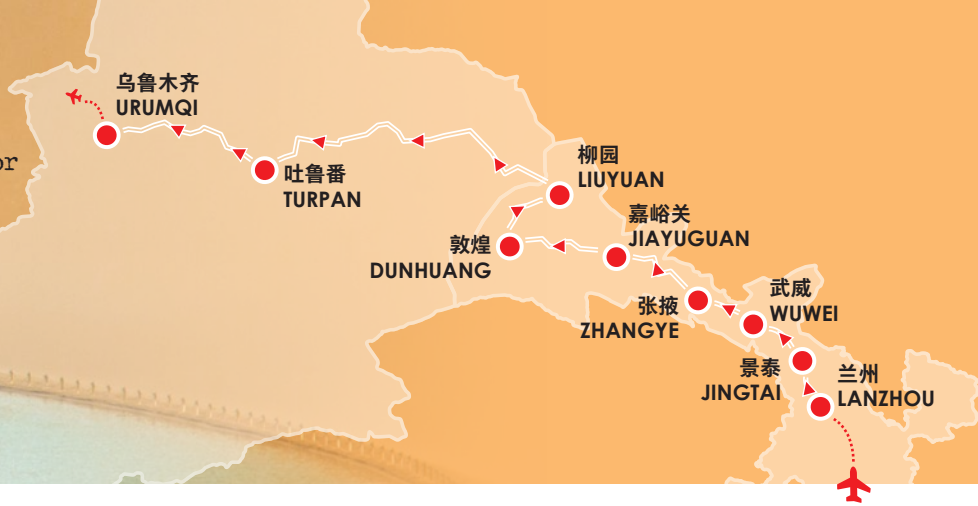 乌鲁木齐
URUMQI
or
吐鲁番
TURPAN
柳园
LIUYUAN
嘉峪关
JIAYUGUAN
敦煌
DUNHUANG
张掖
ZHANGYE
武威
WUWEI
景泰
JINGTAI
兰州
LANZHOU